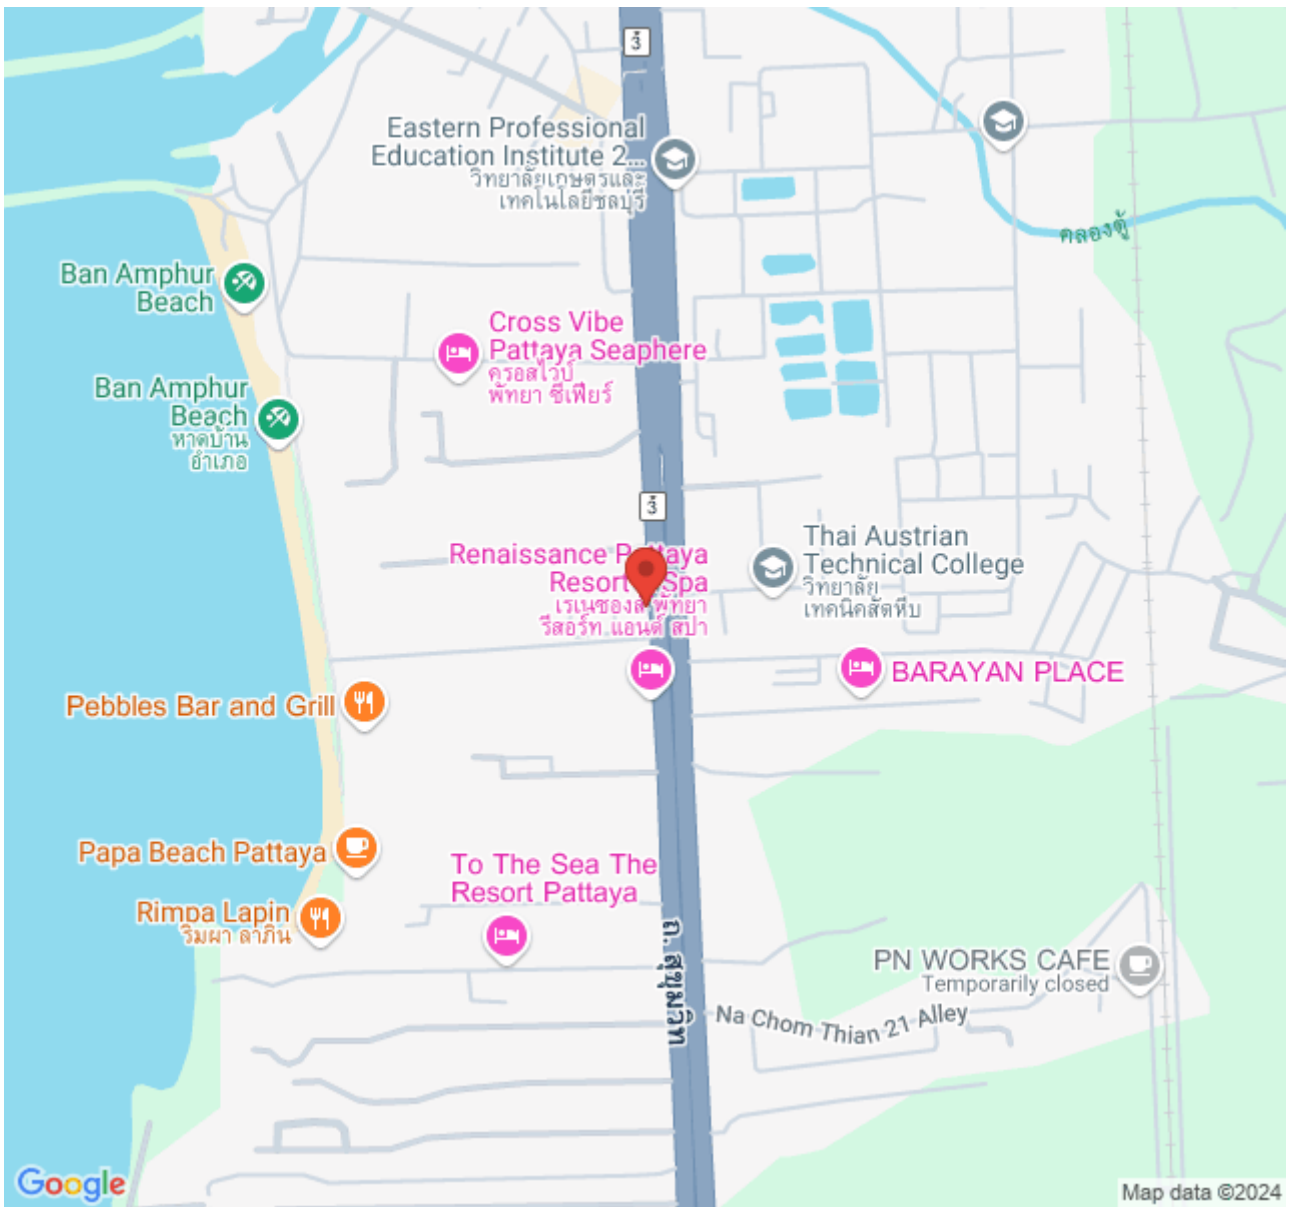 3
Eastern Professional
Education Institute 2...
วิทยาลัยเกษตรและ
เทคโนโลยีชลบุรี
คลองตู้
Ban Amphur
Beach
Cross Vibe
Pattaya Seaphere
ครอสไวบ์
พัทยา ซีเฟียร์
Ban Amphur
Beach
หาดบ้าน
อำเภอ
3
Renaissance Pattaya
Resort & Spa
เรเนซองส์ พัทยา
รีสอร์ท แอนด์ สปา
Thai Austrian
Technical College
วิทยาลัย
เทคนิคสัตหีบ
BARAYAN PLACE
Pebbles Bar and Grill
Papa Beach Pattaya
To The Sea The
Resort Pattaya
Rimpa Lapin
ริมผา ลาภิน
ถ. สุขุมวิท
PN WORKS CAFE
Temporarily closed
Na Chom Thian 21 Alley
Google
Map data ©2024